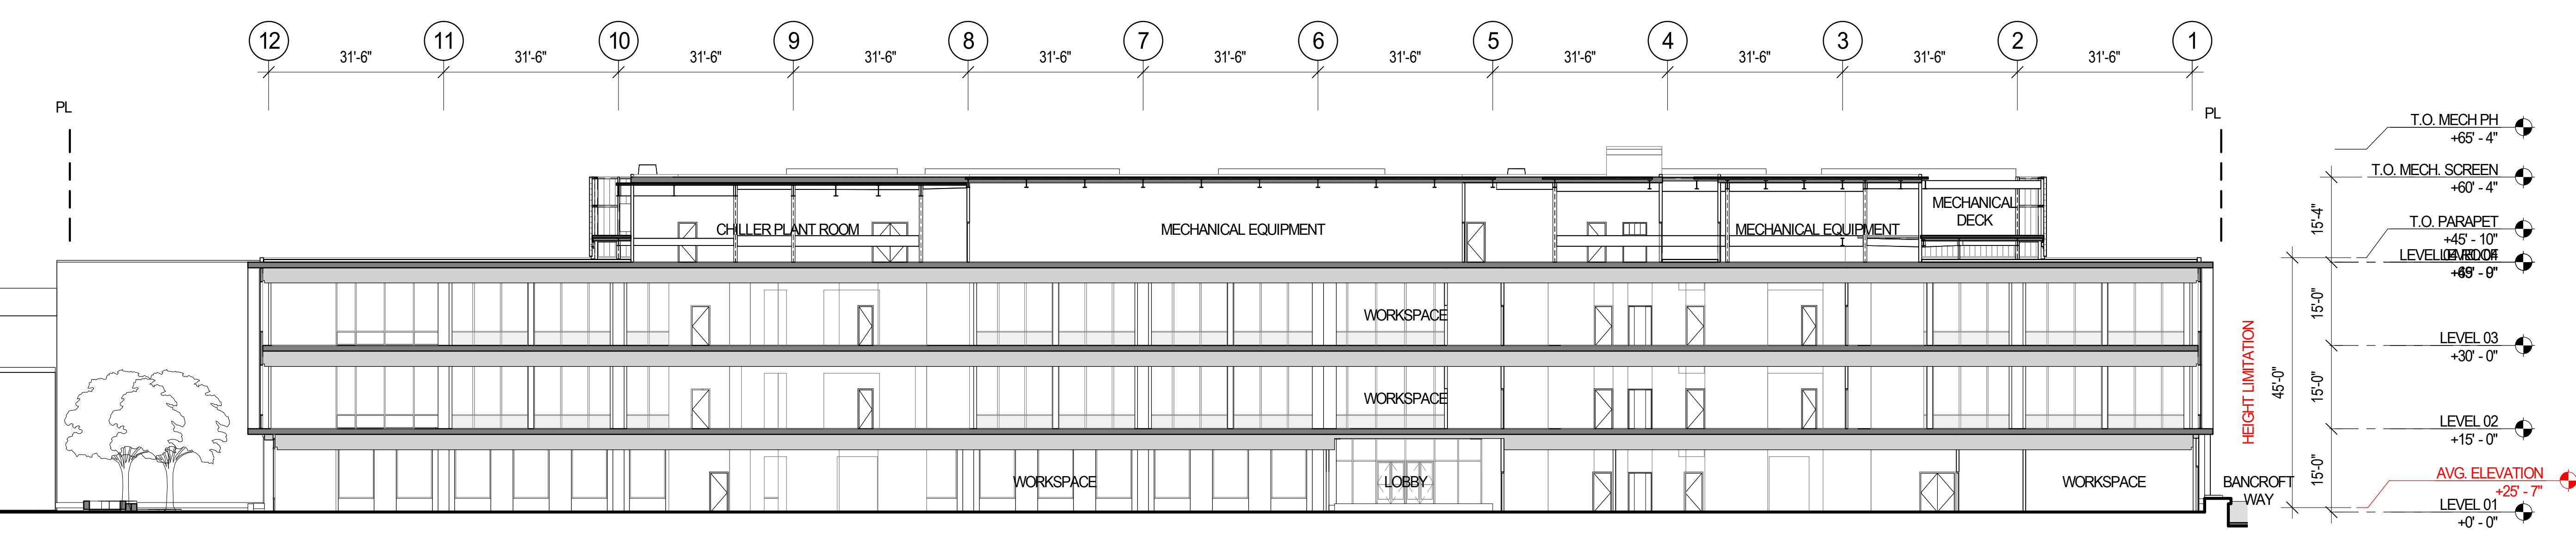 12 11 10 9 8 7 6 5 4 3 2 1
31'-6" 31'-6" 31'-6" 31'-6" 31'-6" 31'-6" 31'-6" 31'-6" 31'-6" 31'-6" 31'-6"
PL PL
T.O. MECH PH
+65' - 4"
T.O. MECH. SCREEN
+60' - 4"
T.O. PARAPET
+45' - 10"
CHILLER PLANT ROOM
MECHANICAL EQUIPMENT
MECHANICAL EQUIPMENT
MECHANICAL
DECK
15'-4"
WORKSPACE
15'-0"
LEVEL 03
+30' - 0"
WORKSPACE
HEIGHT LIMITATION
45'-0"
15'-0"
LEVEL 02
+15' - 0"
WORKSPACE
LOBBY
WORKSPACE
BANCROFT
WAY
15'-0"
AVG. ELEVATION
+25' - 7"
LEVEL 01
+0' - 0"